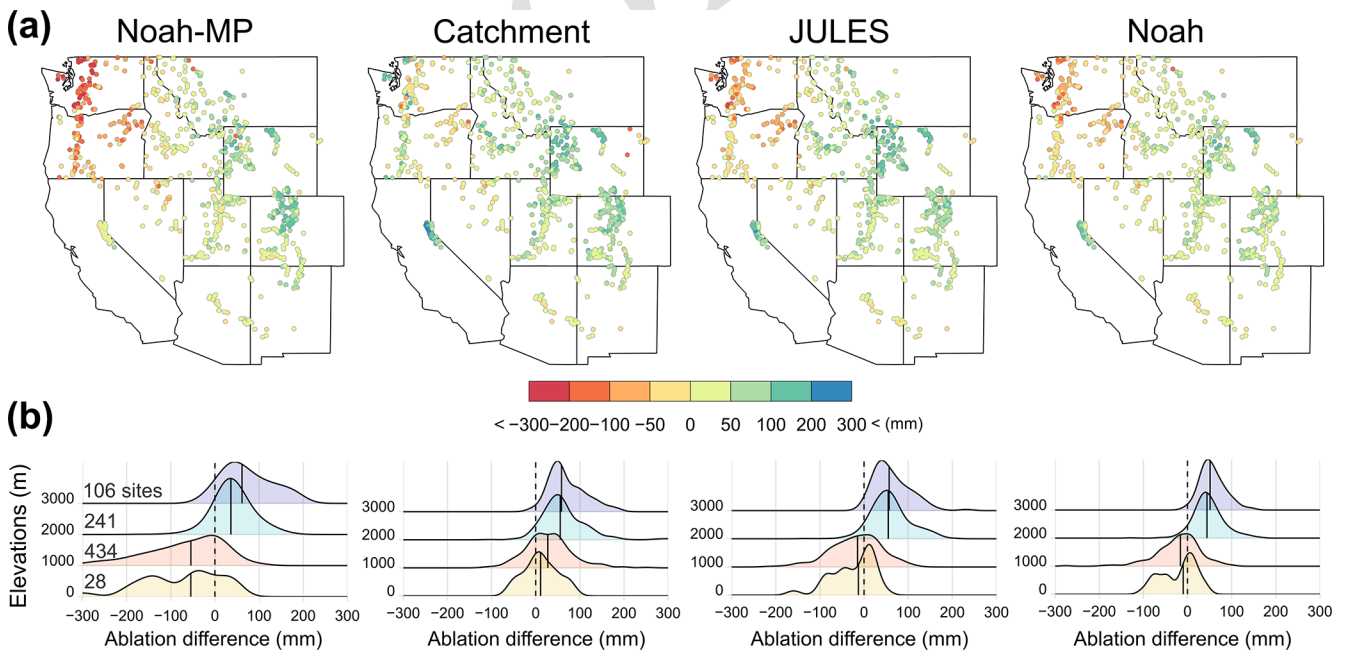 (a)
Noah-MP Catchment JULES Noah
< −300 −200 −100 −50 0 50 100 200 300 < (mm)
(b)
Elevations (m)
106 sites
3000 3000 3000 3000
241
2000 2000 2000 2000
434
1000 1000 1000 1000
28
0 0 0 0
−300 −200 −100 0 100 200 300 −300 −200 −100 0 100 200 300 −300 −200 −100 0 100 200 300 −300 −200 −100 0 100 200 300
Ablation difference (mm) Ablation difference (mm) Ablation difference (mm) Ablation difference (mm)